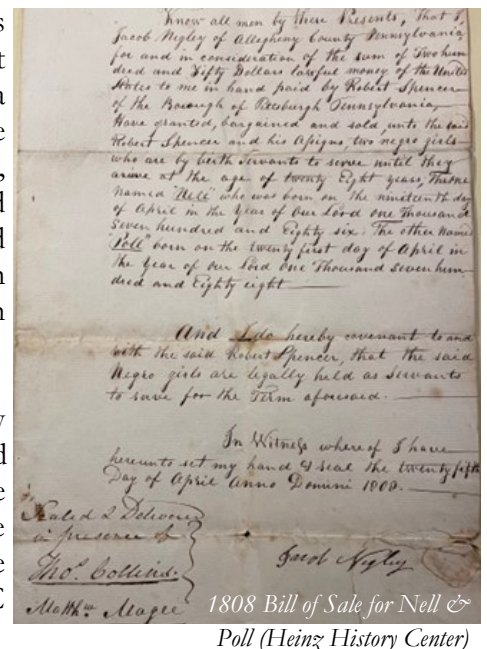 Know all men by these Presents, that I,
Jacob Nigley of Allegheny County Pennsylvania
for and in consideration of the sum of Two hun
dred and Fifty Dollars lawful money of the United
States to me in hand paid by Robert Spencer
of the Borough of Pittsburgh Pennsylvania,
Have granted, bargained and sold, unto the said
Robert Spencer and his Assigns, two negro girls
who are by birth Servants to serve until they
arrive at the age of twenty Eight years, The one
named "Nell" who was born on the nineteenth day
of April in the Year of Our Lord one thousand
Seven hundred and Eighty six. The other named
Poll" born on the twenty first day of April in
the Year of our Lord One Thousand Seven hun
dred and Eighty eight
And I do hereby covenant to and
with the said Robert Spencer, that the said
Negro girls are legally held as Servants
to serve for the Term aforesaid.
In Witness whereof I have
hereunto set my hand & seal the twenty fifth
Day of April Anno Domini 1808.
Sealed & Delivered
in presence of
Thos. Collins.
Matthw Magee
Jacob Nigley
1808 Bill of Sale for Nell &
Poll (Heinz History Center)